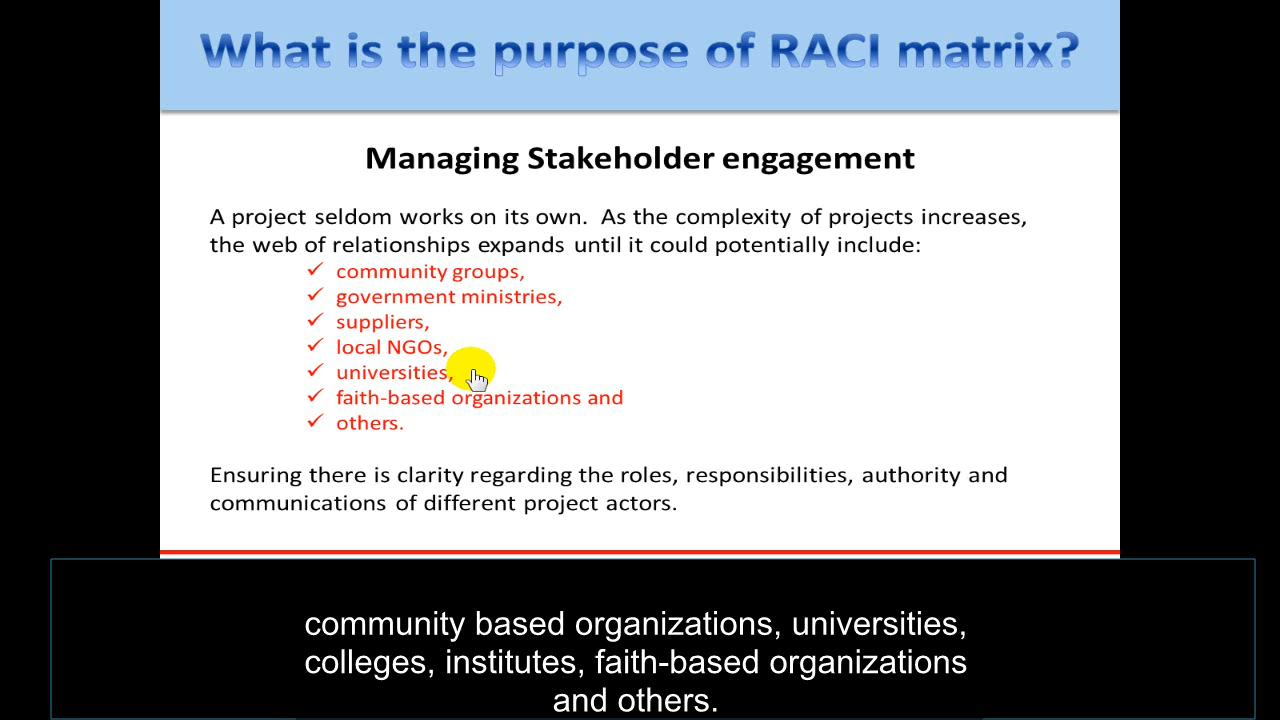 What is the purpose of RACI matrix?
Managing Stakeholder engagement
A project seldom works on its own. As the complexity of projects increases,
the web of relationships expands until it could potentially include:
✓ community groups,
✓ government ministries,
✓ suppliers,
✓ local NGOs,
✓ universities,
✓ faith-based organizations and
✓ others.
Ensuring there is clarity regarding the roles, responsibilities, authority and
communications of different project actors.
community based organizations, universities,
colleges, institutes, faith-based organizations
and others.